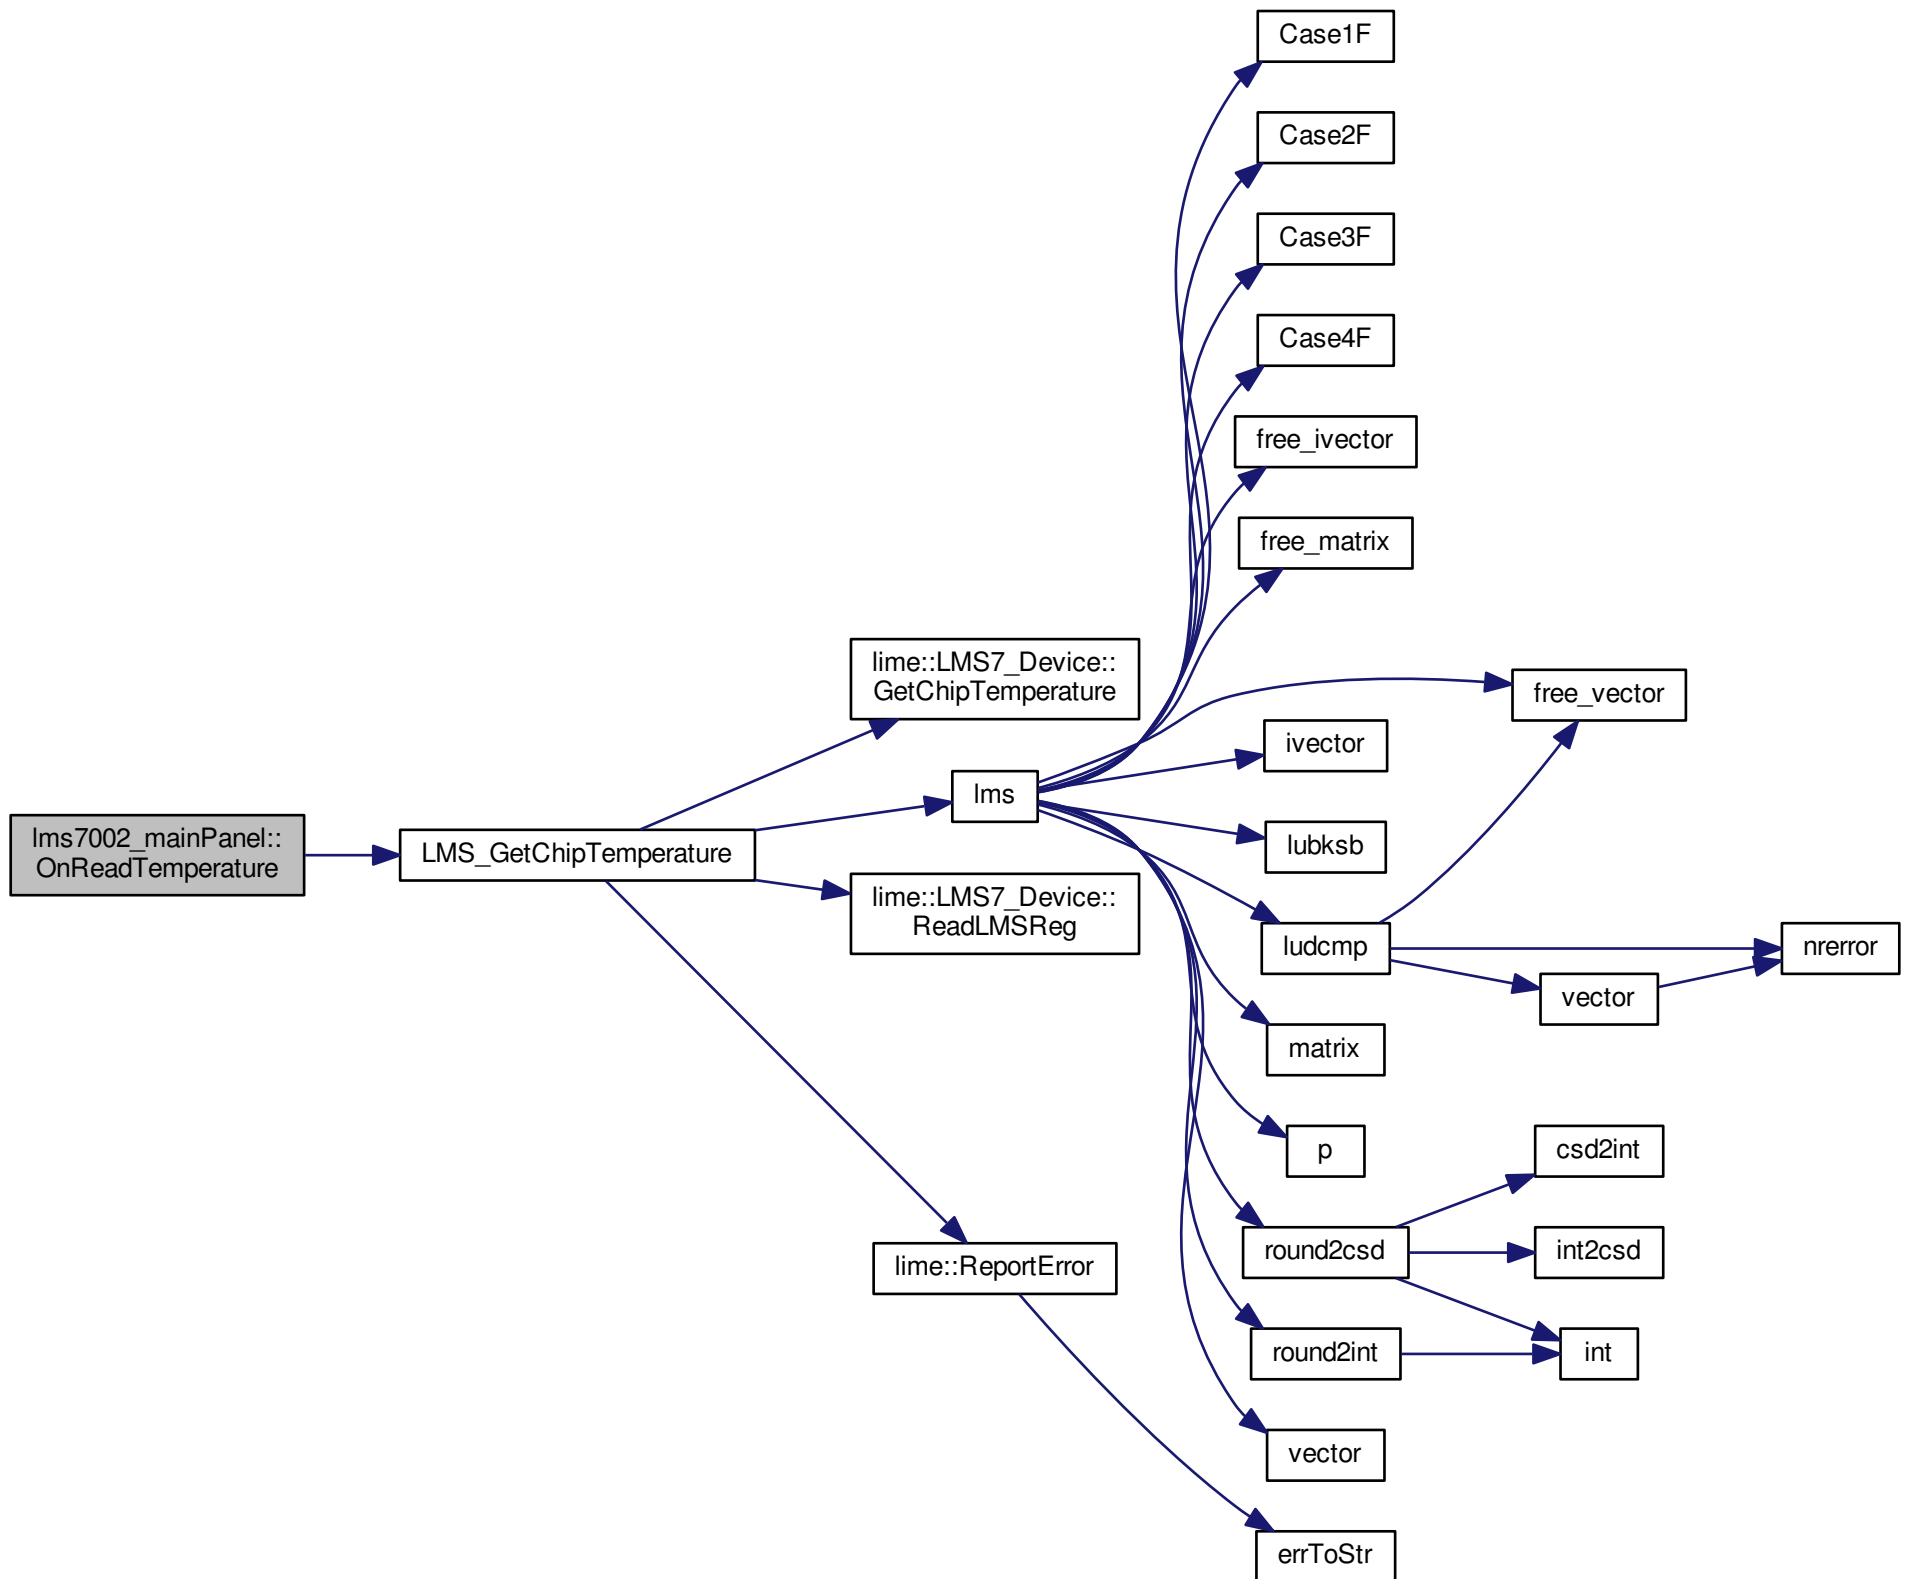 lms7002_mainPanel::
OnReadTemperature
LMS_GetChipTemperature
lime::LMS7_Device::
GetChipTemperature
lms
lime::LMS7_Device::
ReadLMSReg
lime::ReportError
Case1F
Case2F
Case3F
Case4F
free_ivector
free_matrix
free_vector
ivector
lubksb
ludcmp
nrerror
vector
matrix
p
csd2int
round2csd
int2csd
round2int
int
vector
errToStr